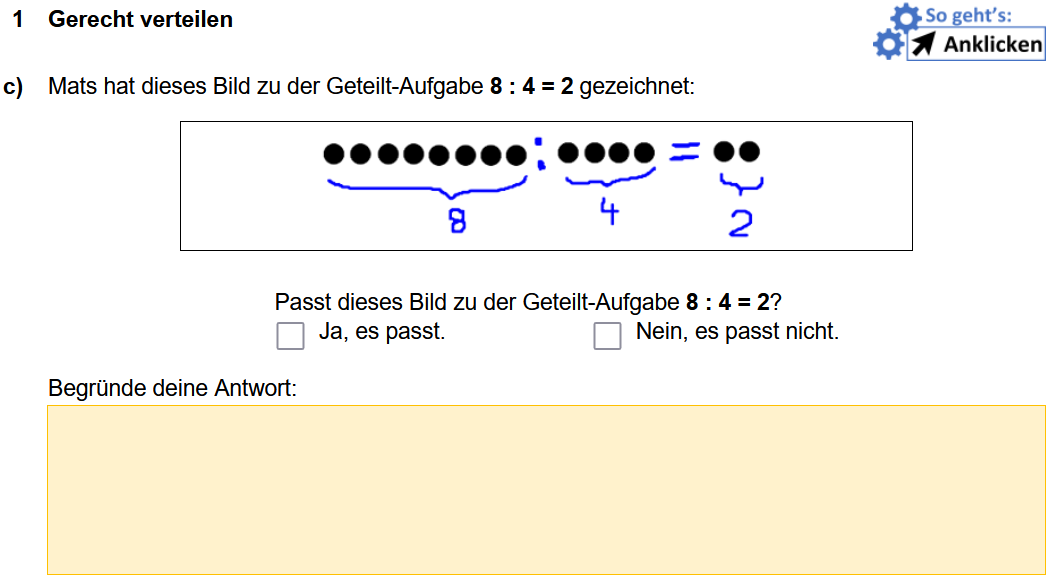 1 Gerecht verteilen
So geht's:
Anklicken
c) Mats hat dieses Bild zu der Geteilt-Aufgabe 8 : 4 = 2 gezeichnet:
: =
8 4 2
Passt dieses Bild zu der Geteilt-Aufgabe 8 : 4 = 2?
Ja, es passt. Nein, es passt nicht.
Begründe deine Antwort: